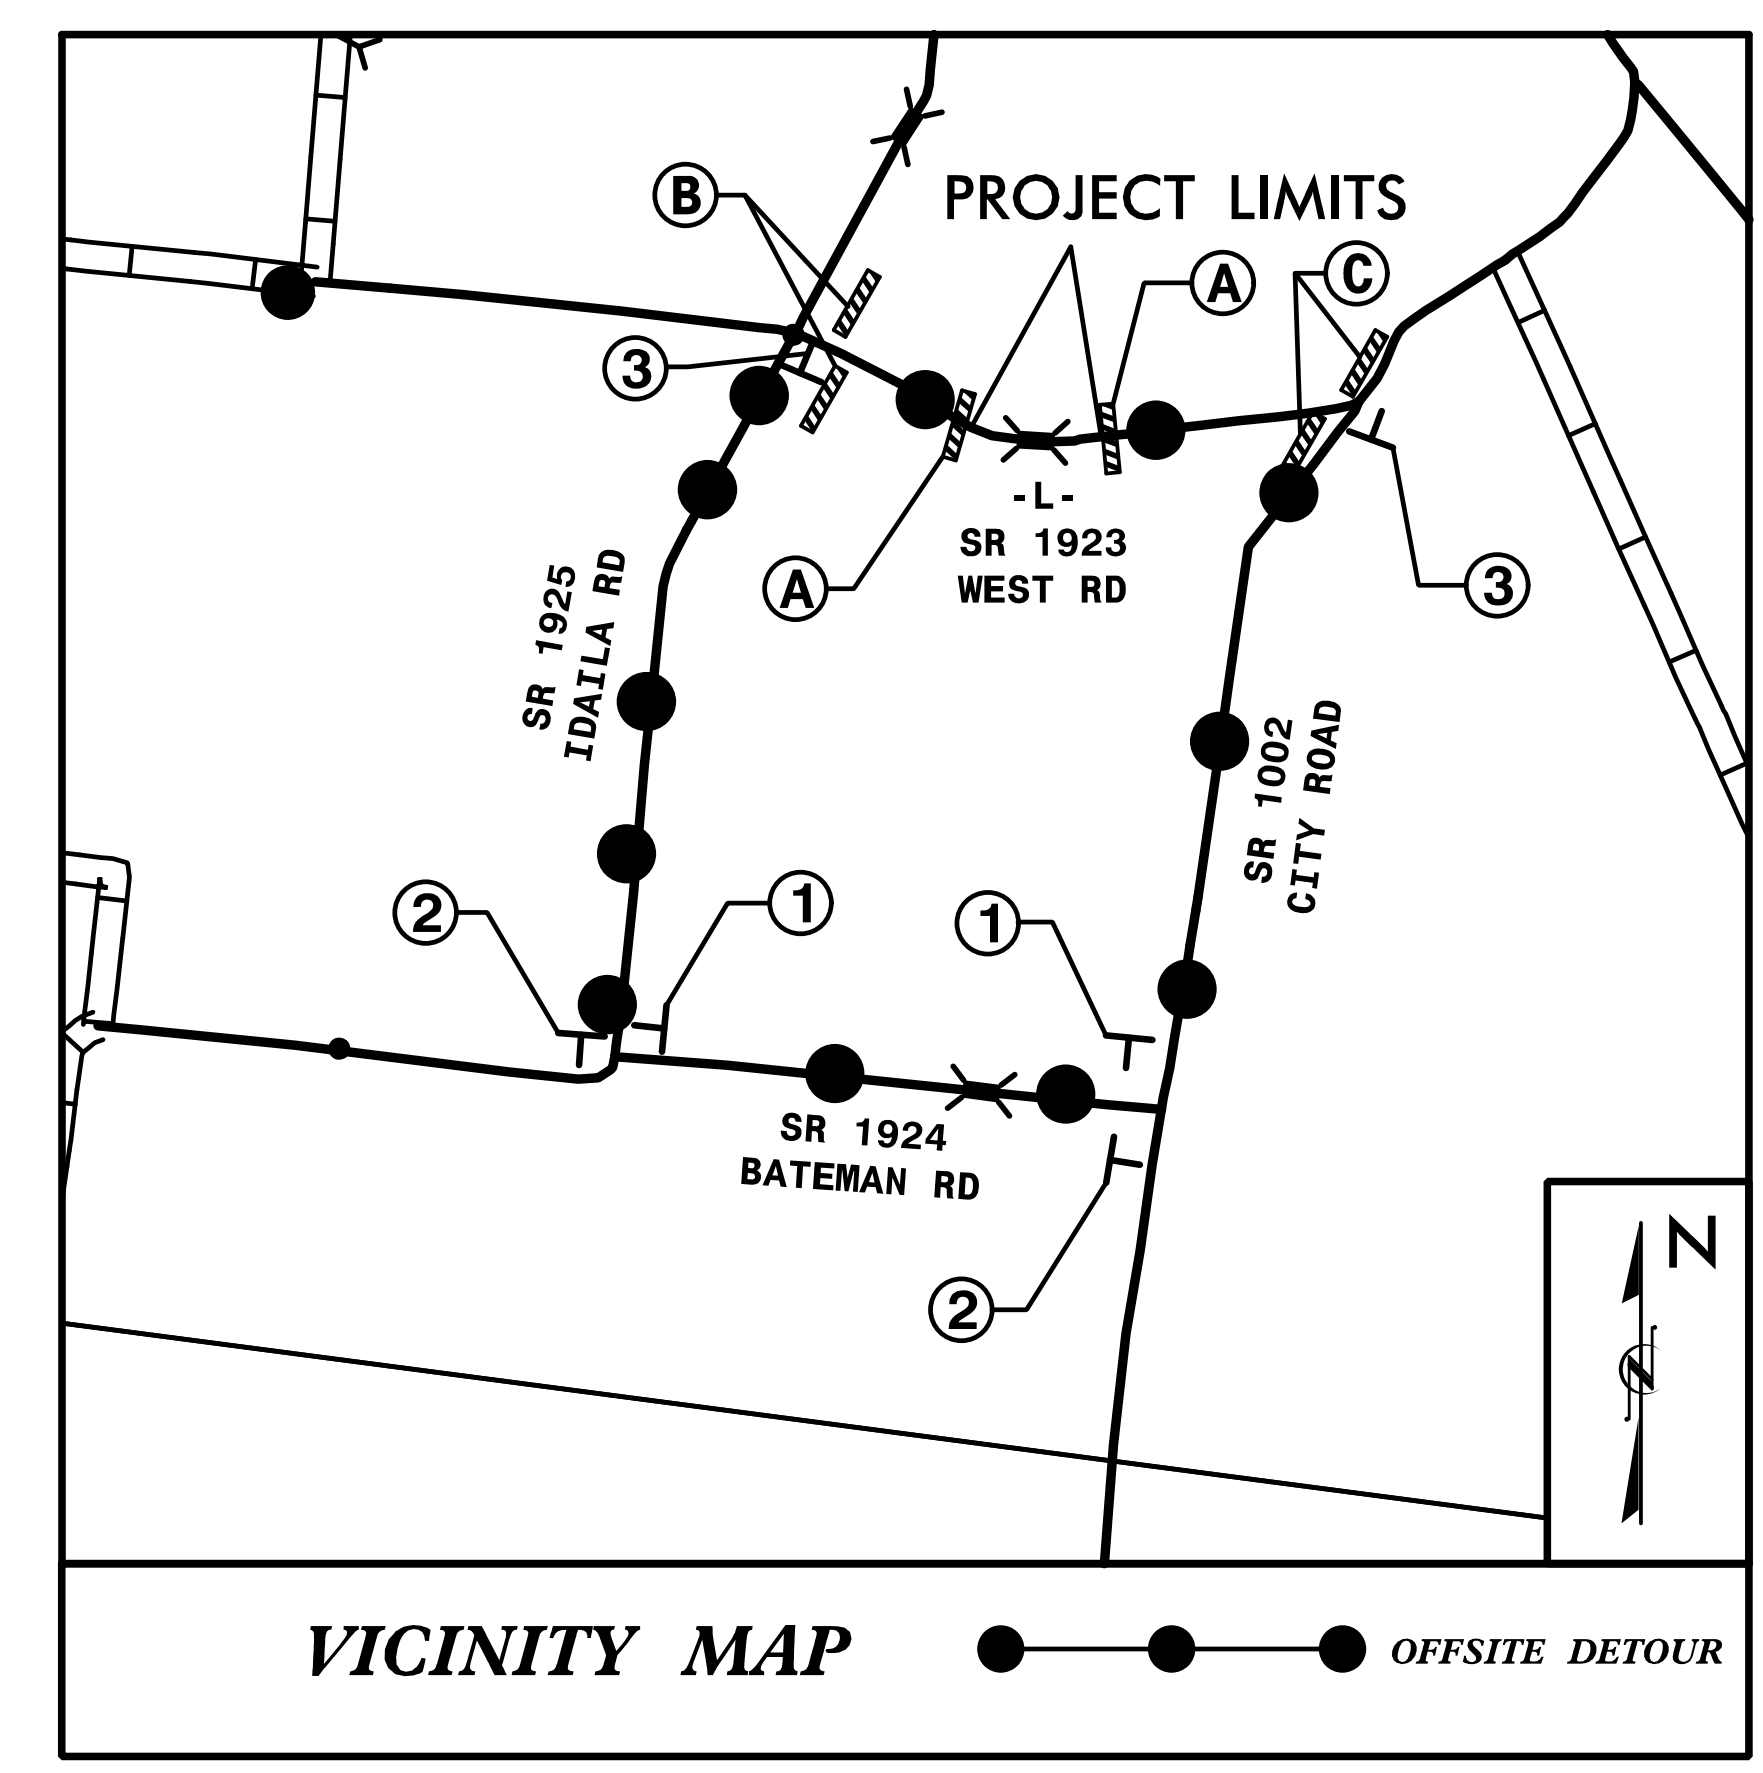 B
PROJECT LIMITS
A
C
3
-L-
SR 1923
WEST RD
A
3
SR 1925
IDAILA RD
SR 1002
CITY ROAD
2
1
1
SR 1924
BATEMAN RD
2
N
VICINITY MAP
OFFSITE DETOUR